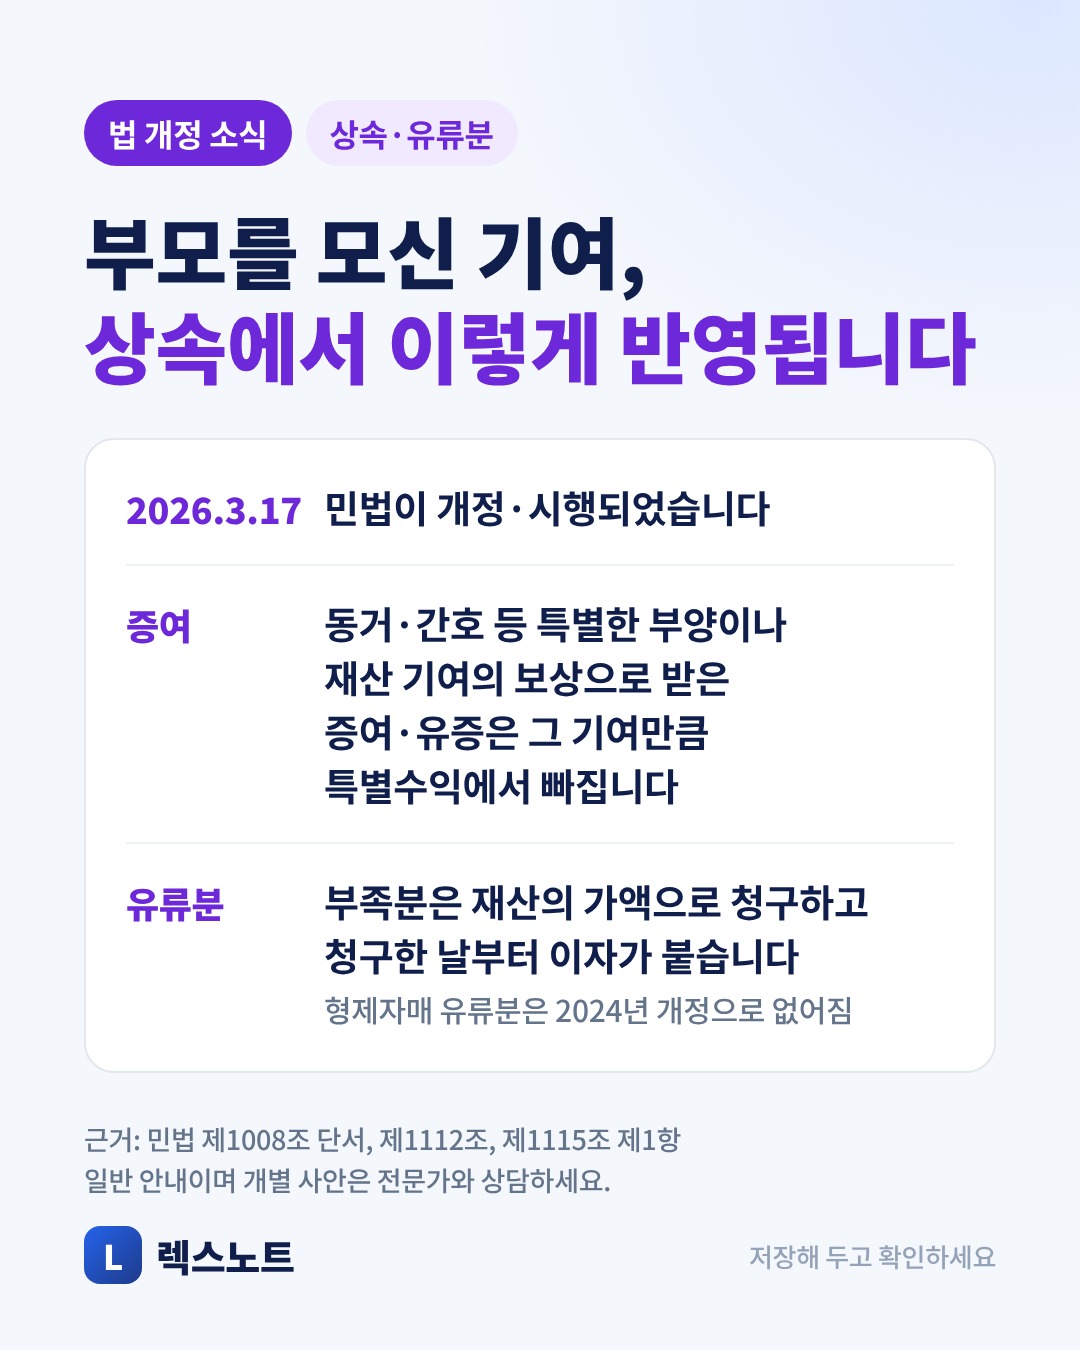 법 개정 소식
상속·유류분
부모를 모신 기여,
상속에서 이렇게 반영됩니다
2026.3.17 민법이 개정·시행되었습니다
증여
동거·간호 등 특별한 부양이나
재산 기여의 보상으로 받은
증여·유증은 그 기여만큼
특별수익에서 빠집니다
유류분
부족분은 재산의 가액으로 청구하고
청구한 날부터 이자가 붙습니다
형제자매 유류분은 2024년 개정으로 없어짐
근거: 민법 제1008조 단서, 제1112조, 제1115조 제1항
일반 안내이며 개별 사안은 전문가와 상담하세요.
L 렉스노트
저장해 두고 확인하세요